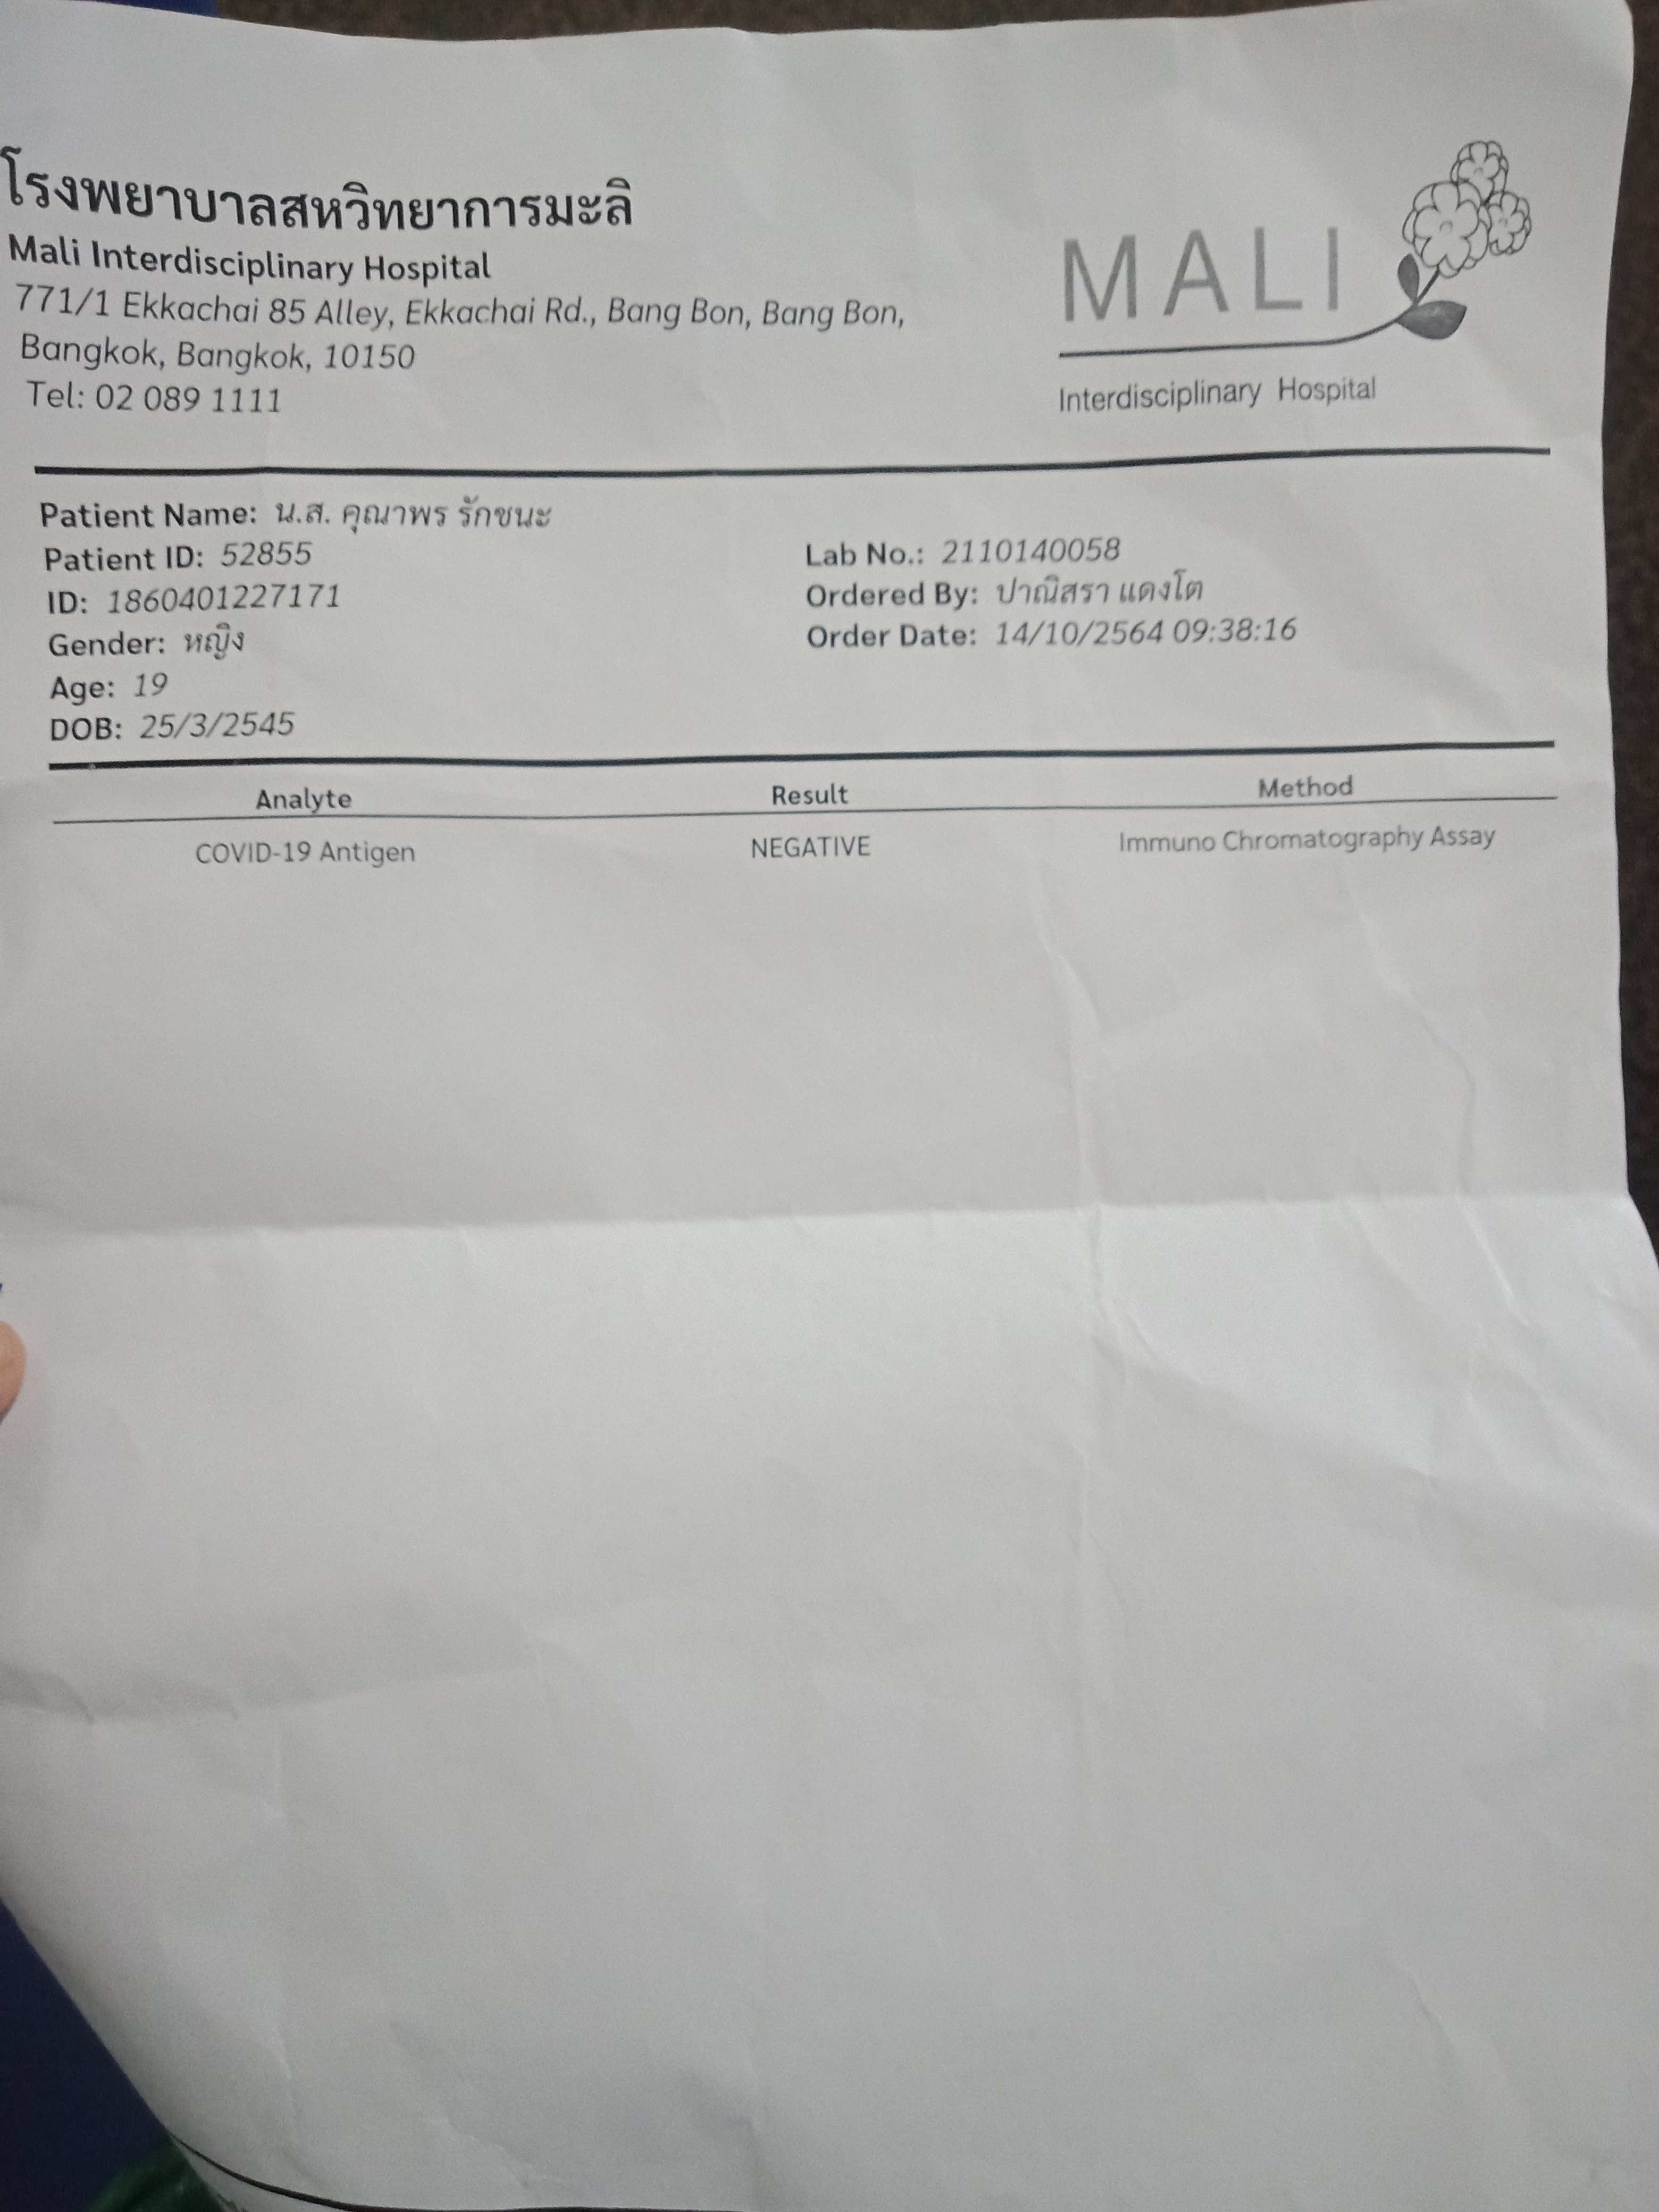 โรงพยาบาลสหวิทยาการมะลิ
Mali Interdisciplinary Hospital
771/1 Ekkachai 85 Alley, Ekkachai Rd., Bang Bon, Bang Bon,
Bangkok, Bangkok, 10150
Tel: 02 089 1111
MALI
Interdisciplinary Hospital
Patient Name: น.ส. คุณาพร รักชนะ
Patient ID: 52855
ID: 1860401227171
Gender: หญิง
Age: 19
DOB: 25/3/2545
Lab No.: 2110140058
Ordered By: ปาณิสรา แดงโต
Order Date: 14/10/2564 09:38:16
Analyte Result Method
COVID-19 Antigen NEGATIVE Immuno Chromatography Assay